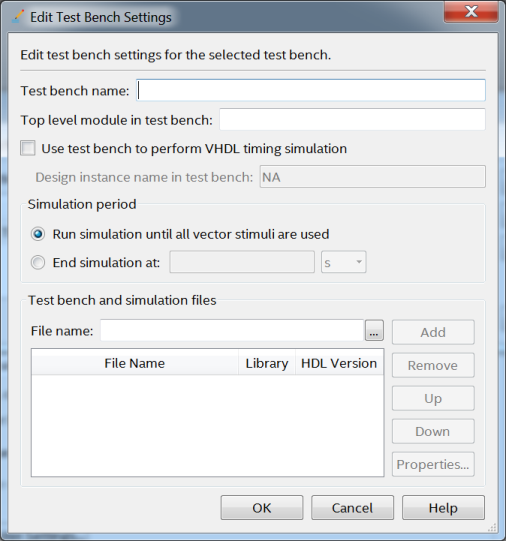 Edit Test Bench Settings
Edit test bench settings for the selected test bench.
Test bench name:
Top level module in test bench:
Use test bench to perform VHDL timing simulation
Design instance name in test bench: NA
Simulation period
Run simulation until all vector stimuli are used
End simulation at: s
Test bench and simulation files
File name: ... Add
File Name Library HDL Version
Remove
Up
Down
Properties...
OK Cancel Help